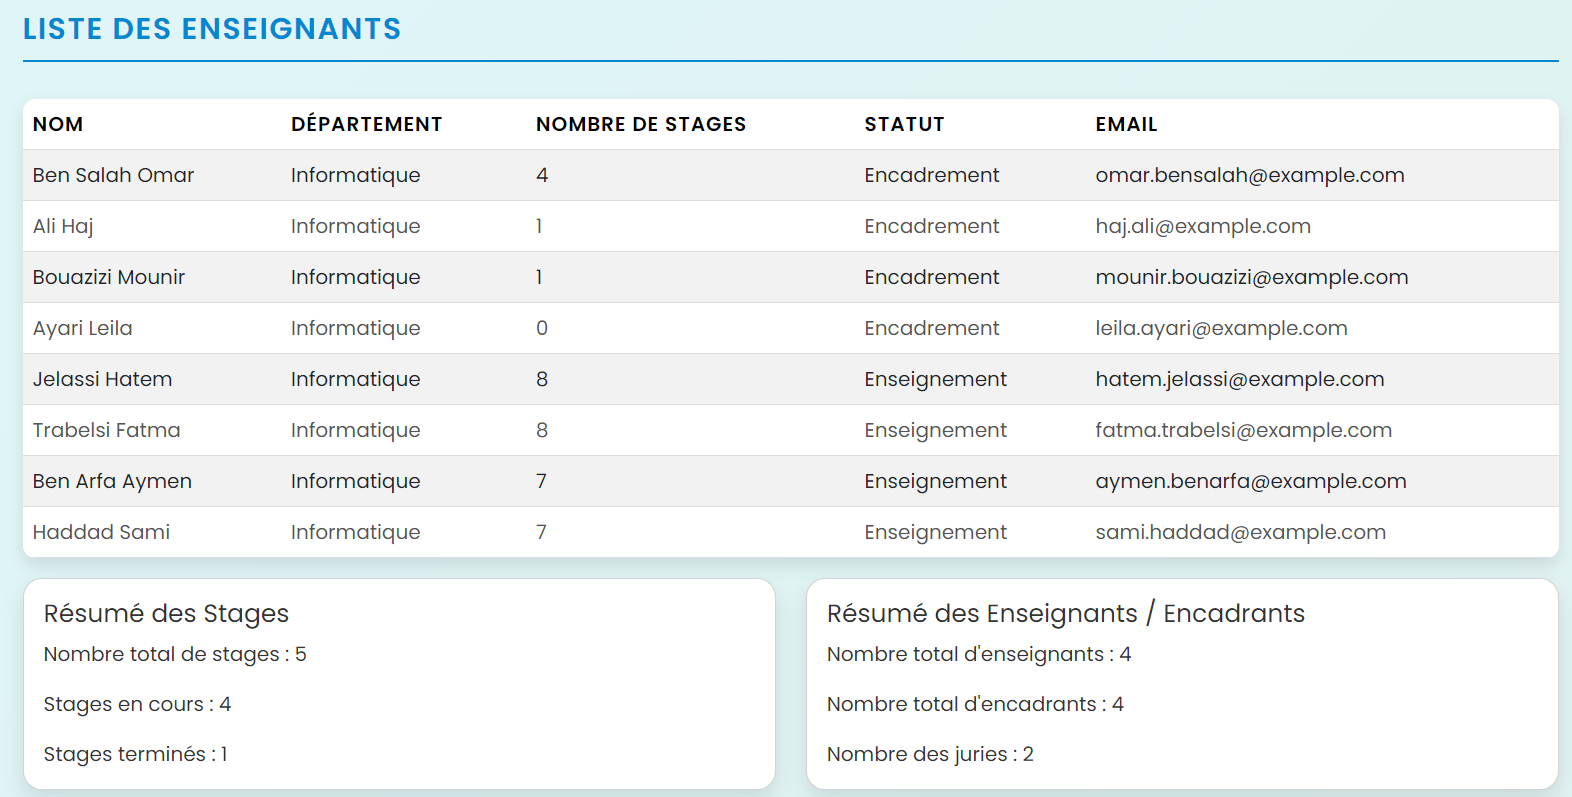 LISTE DES ENSEIGNANTS
NOM DÉPARTEMENT NOMBRE DE STAGES STATUT EMAIL
Ben Salah Omar Informatique 4 Encadrement omar.bensalah@example.com
Ali Haj Informatique 1 Encadrement haj.ali@example.com
Bouazizi Mounir Informatique 1 Encadrement mounir.bouazizi@example.com
Ayari Leila Informatique 0 Encadrement leila.ayari@example.com
Jelassi Hatem Informatique 8 Enseignement hatem.jelassi@example.com
Trabelsi Fatma Informatique 8 Enseignement fatma.trabelsi@example.com
Ben Arfa Aymen Informatique 7 Enseignement aymen.benarfa@example.com
Haddad Sami Informatique 7 Enseignement sami.haddad@example.com
Résumé des Stages
Nombre total de stages : 5
Stages en cours : 4
Stages terminés : 1
Résumé des Enseignants / Encadrants
Nombre total d'enseignants : 4
Nombre total d'encadrants : 4
Nombre des juries : 2